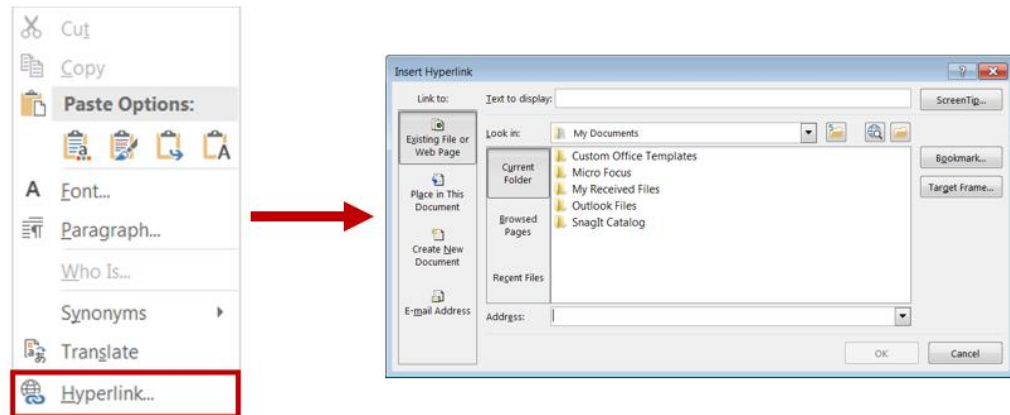 Cut
Copy
Paste Options:
Font...
Paragraph...
Who Is...
Synonyms
Translate
Hyperlink...
Insert Hyperlink
Link to:
Text to display:
ScreenTip...
Existing File or
Web Page
Look in:
My Documents
Place in This
Document
Create New
Document
E-mail Address
Current
Folder
Browsed
Pages
Recent Files
Custom Office Templates
Micro Focus
My Received Files
Outlook Files
SnagIt Catalog
Bookmark...
Target Frame...
Address:
OK
Cancel